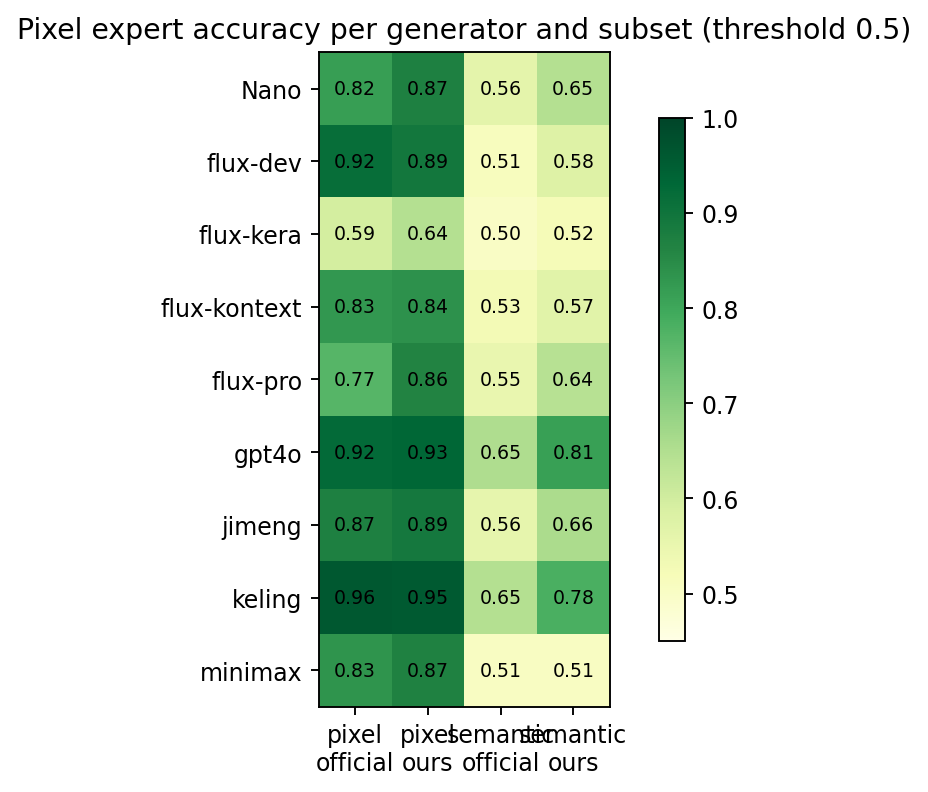 Pixel expert accuracy per generator and subset (threshold 0.5)
Nano 0.82 0.87 0.56 0.65
flux-dev 0.92 0.89 0.51 0.58
flux-kera 0.59 0.64 0.50 0.52
flux-kontext 0.83 0.84 0.53 0.57
flux-pro 0.77 0.86 0.55 0.64
gpt4o 0.92 0.93 0.65 0.81
jimeng 0.87 0.89 0.56 0.66
keling 0.96 0.95 0.65 0.78
minimax 0.83 0.87 0.51 0.51
pixel pixel semantic semantic
official ours official ours
1.0
0.9
0.8
0.7
0.6
0.5